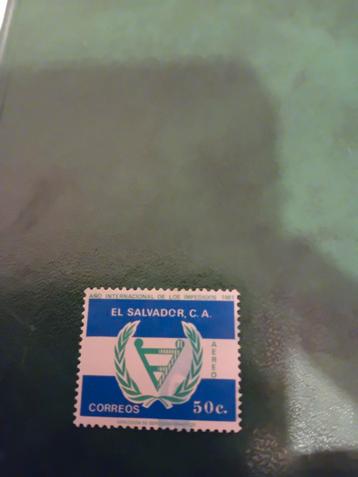 AÑO INTERNACIONAL DE LOS IMPEDIDOS 1981
EL SALVADOR, C.A.
AEREO
CORREOS
50c.